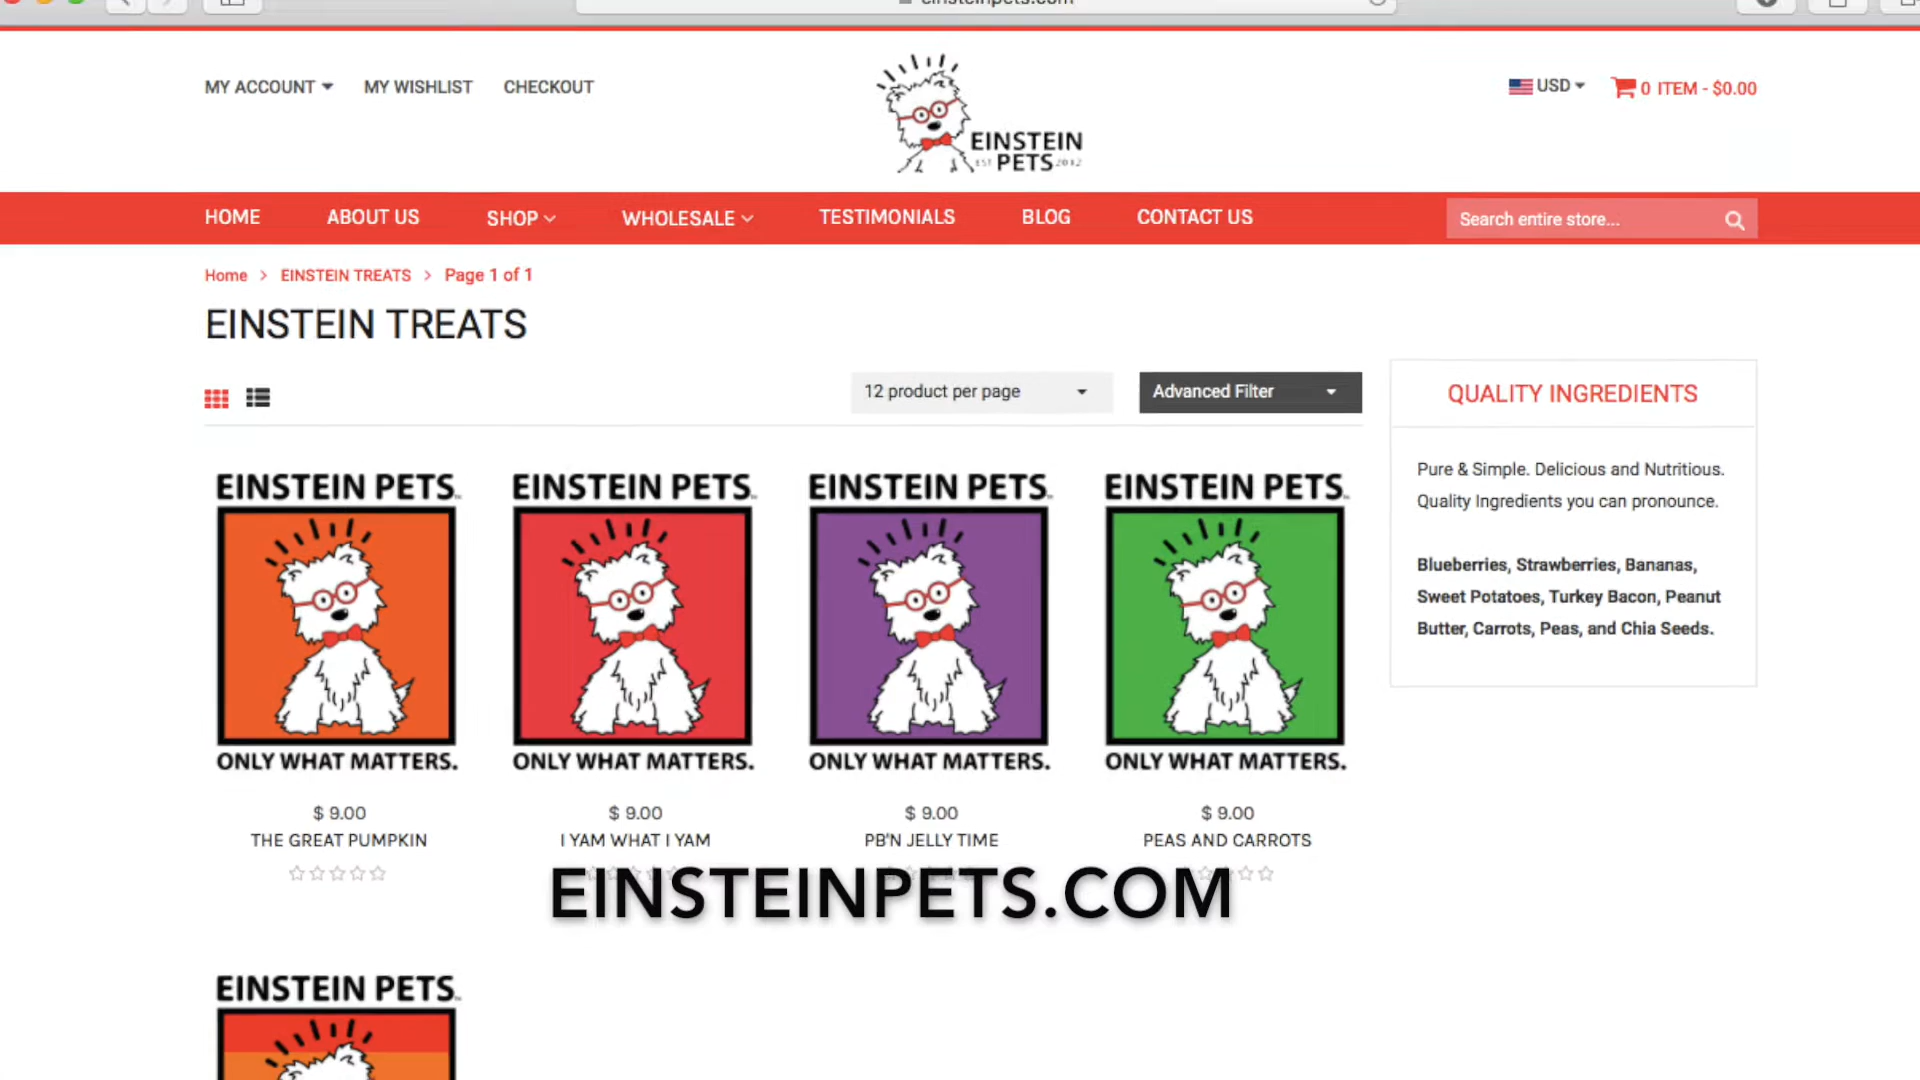 einsteinpets.com
MY ACCOUNT
MY WISHLIST
CHECKOUT
EINSTEIN
EST PETS 2012
USD
0 ITEM - $0.00
HOME
ABOUT US
SHOP
WHOLESALE
TESTIMONIALS
BLOG
CONTACT US
Search entire store...
Home > EINSTEIN TREATS > Page 1 of 1
EINSTEIN TREATS
12 product per page
Advanced Filter
QUALITY INGREDIENTS
Pure & Simple. Delicious and Nutritious.
Quality Ingredients you can pronounce.
Blueberries, Strawberries, Bananas,
Sweet Potatoes, Turkey Bacon, Peanut
Butter, Carrots, Peas, and Chia Seeds.
EINSTEIN PETS
ONLY WHAT MATTERS.
$ 9.00
THE GREAT PUMPKIN
EINSTEIN PETS
ONLY WHAT MATTERS.
$ 9.00
I YAM WHAT I YAM
EINSTEIN PETS
ONLY WHAT MATTERS.
$ 9.00
PB'N JELLY TIME
EINSTEIN PETS
ONLY WHAT MATTERS.
$ 9.00
PEAS AND CARROTS
EINSTEINPETS.COM
EINSTEIN PETS